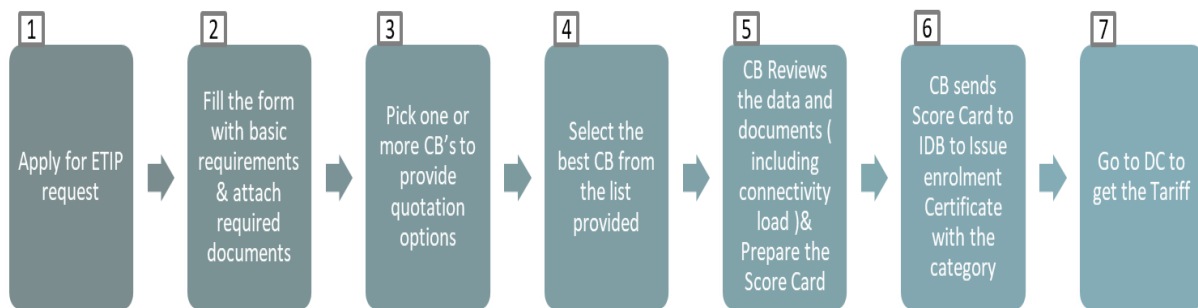 1
Apply for ETIP
request
2
Fill the form
with basic
requirements
& attach
required
documents
3
Pick one or
more CB's to
provide
quotation
options
4
Select the
best CB from
the list
provided
5
CB Reviews
the data and
documents (
including
connectivity
load )&
Prepare the
Score Card
6
CB sends
Score Card to
IDB to Issue
enrolment
Certificate
with the
category
7
Go to DC to
get the Tariff